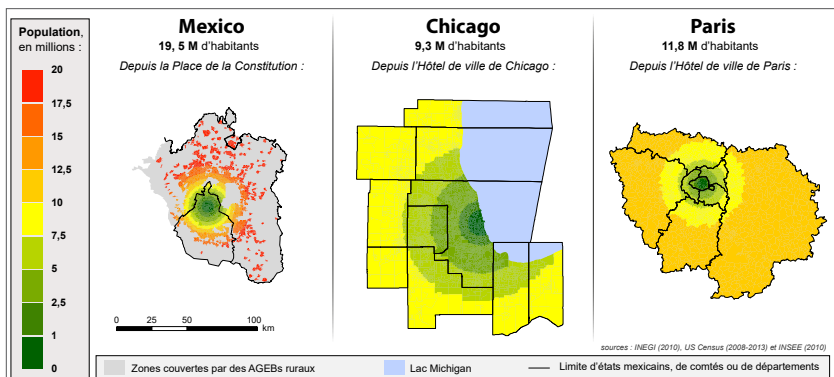 Population,
en millions :
20
17,5
15
12,5
10
7,5
5
2,5
1
0
Mexico
19, 5 M d'habitants
Depuis la Place de la Constitution :
Chicago
9,3 M d'habitants
Depuis l'Hôtel de ville de Chicago :
Paris
11,8 M d'habitants
Depuis l'Hôtel de ville de Paris :
0 25 50 100
km
sources : INEGI (2010), US Census (2008-2013) et INSEE (2010)
Zones couvertes par des AGEBs ruraux
Lac Michigan
Limite d'états mexicains, de comtés ou de départements